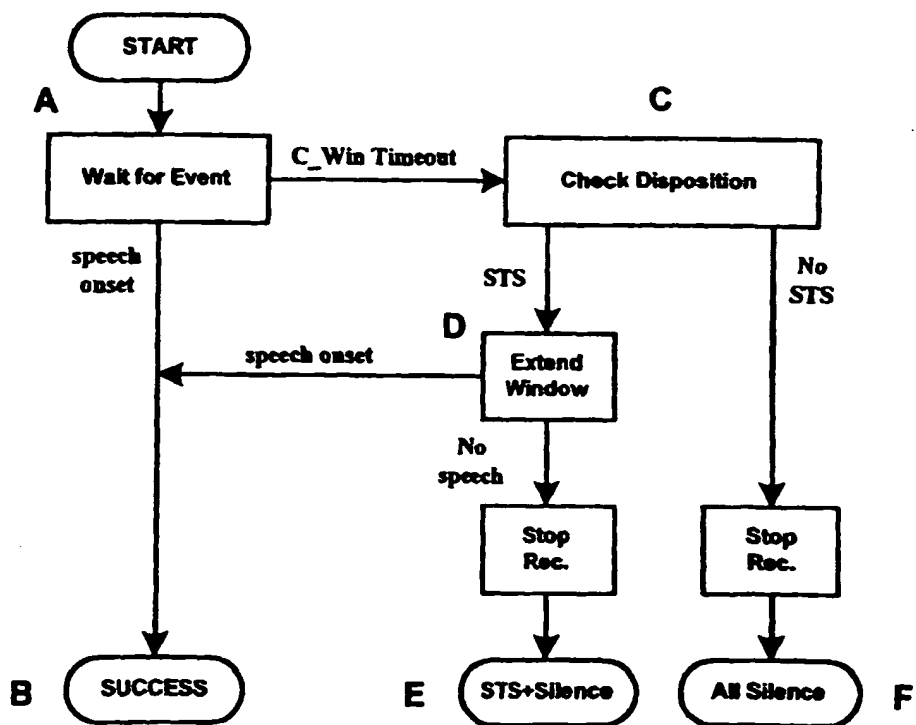 START
A
C
Wait for Event
C_Win Timeout
Check Disposition
speech
onset
STS
No
STS
D
speech onset
Extend
Window
No
speech
Stop
Rec.
Stop
Rec.
B
SUCCESS
E
STS+Silence
All Silence
F